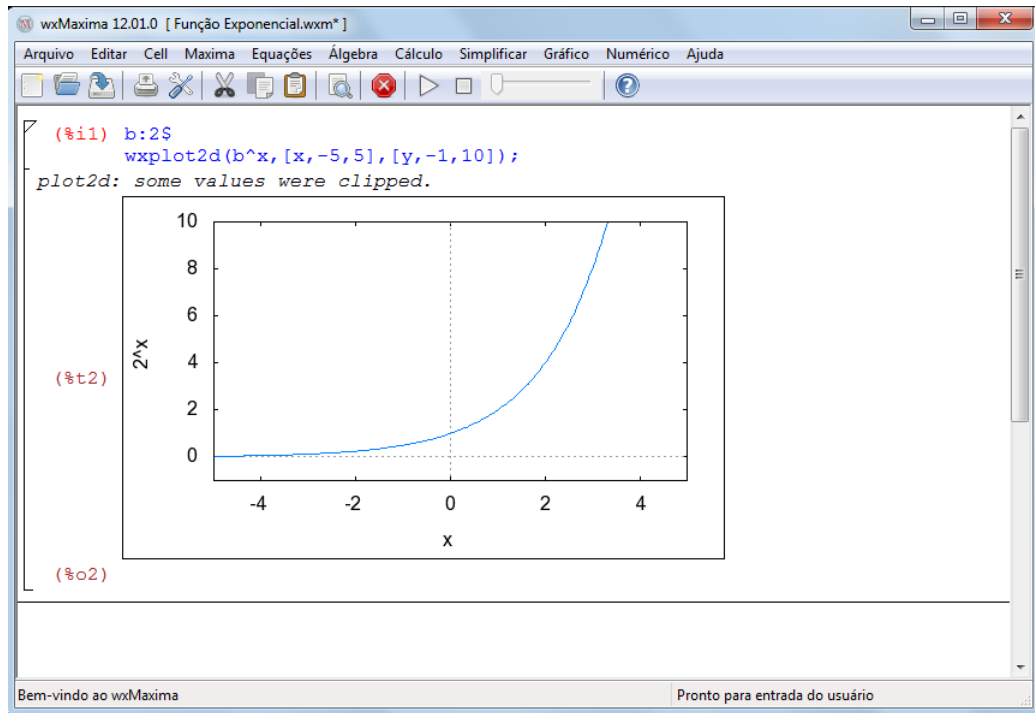 wxMaxima 12.01.0 [ Função Exponencial.wxm* ]
Arquivo Editar Cell Maxima Equações Álgebra Cálculo Simplificar Gráfico Numérico Ajuda
(%i1) b:2$
wxplot2d(b^x,[x,-5,5],[y,-1,10]);
plot2d: some values were clipped.
10
8
6
4
2
0
2^x
(%t2)
-4 -2 0 2 4
x
(%o2)
Bem-vindo ao wxMaxima Pronto para entrada do usuário